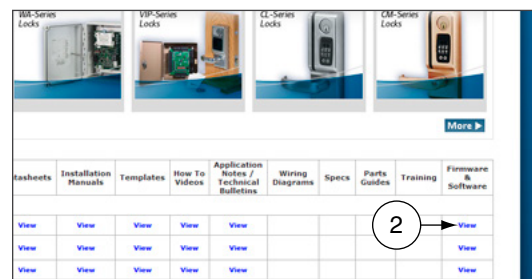 WA-Series
Locks
VIP-Series
Locks
CL-Series
Locks
CM-Series
Locks
More
tasheets
Installation
Manuals
Templates
How To
Videos
Application
Notes /
Technical
Bulletins
Wiring
Diagrams
Specs
Parts
Guides
Training
Firmware
&
Software
View View View View View 2 View
View View View View View View
View View View View View View